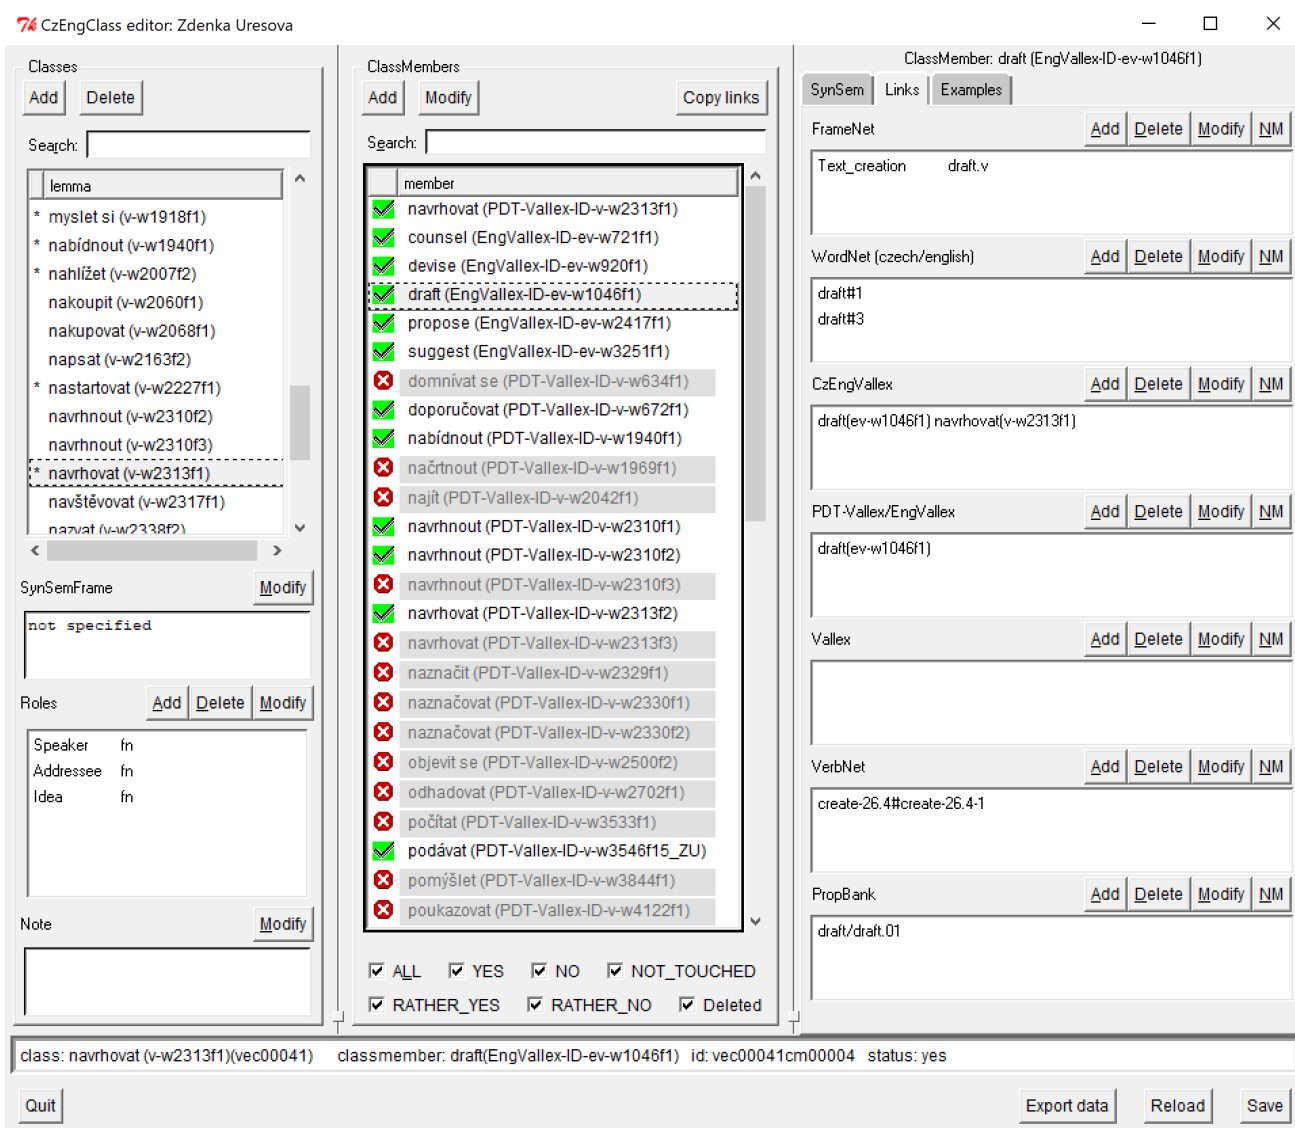 CzEngClass editor: Zdenka Uresova
Classes
Add Delete
Search:
lemma
* myslet si (v-w1918f1)
* nabídnout (v-w1940f1)
* nahlížet (v-w2007f2)
nakoupit (v-w2060f1)
nakupovat (v-w2068f1)
napsat (v-w2163f2)
* nastartovat (v-w2227f1)
navrhnout (v-w2310f2)
navrhnout (v-w2310f3)
* navrhovat (v-w2313f1)
navštěvovat (v-w2317f1)
nazvat (v-w2338f2)
SynSemFrame Modify
not specified
Roles Add Delete Modify
Speaker fn
Addressee fn
Idea fn
Note Modify
ClassMembers
Add Modify Copy links
Search:
member
navrhovat (PDT-Vallex-ID-v-w2313f1)
counsel (EngVallex-ID-ev-w721f1)
devise (EngVallex-ID-ev-w920f1)
draft (EngVallex-ID-ev-w1046f1)
propose (EngVallex-ID-ev-w2417f1)
suggest (EngVallex-ID-ev-w3251f1)
domnívat se (PDT-Vallex-ID-v-w634f1)
doporučovat (PDT-Vallex-ID-v-w672f1)
nabídnout (PDT-Vallex-ID-v-w1940f1)
načrtnout (PDT-Vallex-ID-v-w1969f1)
najít (PDT-Vallex-ID-v-w2042f1)
navrhnout (PDT-Vallex-ID-v-w2310f1)
navrhnout (PDT-Vallex-ID-v-w2310f2)
navrhnout (PDT-Vallex-ID-v-w2310f3)
navrhovat (PDT-Vallex-ID-v-w2313f2)
navrhovat (PDT-Vallex-ID-v-w2313f3)
naznačit (PDT-Vallex-ID-v-w2329f1)
naznačovat (PDT-Vallex-ID-v-w2330f1)
naznačovat (PDT-Vallex-ID-v-w2330f2)
objevit se (PDT-Vallex-ID-v-w2500f2)
odhadovat (PDT-Vallex-ID-v-w2702f1)
počítat (PDT-Vallex-ID-v-w3533f1)
podávat (PDT-Vallex-ID-v-w3546f15_ZU)
pomýšlet (PDT-Vallex-ID-v-w3844f1)
poukazovat (PDT-Vallex-ID-v-w4122f1)
ALL YES NO NOT_TOUCHED
RATHER_YES RATHER_NO Deleted
ClassMember: draft (EngVallex-ID-ev-w1046f1)
SynSem Links Examples
FrameNet Add Delete Modify NM
Text_creation draft.v
WordNet (czech/english) Add Delete Modify NM
draft#1
draft#3
CzEngVallex Add Delete Modify NM
draft(ev-w1046f1) navrhovat(v-w2313f1)
PDT-Vallex/EngVallex Add Delete Modify NM
draft(ev-w1046f1)
Vallex Add Delete Modify NM
VerbNet Add Delete Modify NM
create-26.4#create-26.4-1
PropBank Add Delete Modify NM
draft/draft.01
class: navrhovat (v-w2313f1)(vec00041) classmember: draft(EngVallex-ID-ev-w1046f1) id: vec00041cm00004 status: yes
Quit Export data Reload Save